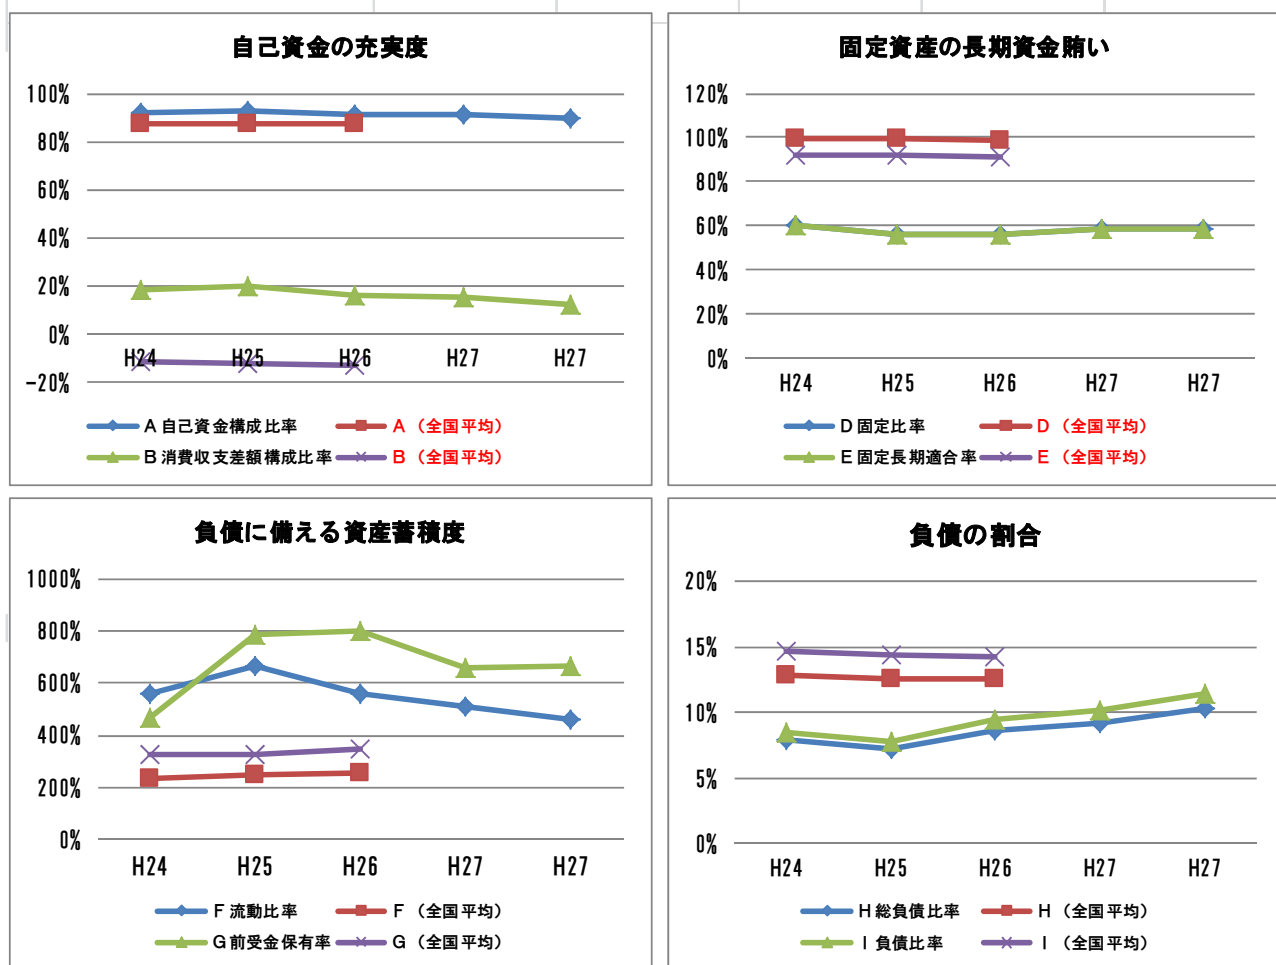 自己資金の充実度
100%
80%
60%
40%
20%
0%
-20%
H24 H25 H26 H27 H27
A 自己資金構成比率 A（全国平均）
B 消費収支差額構成比率 B（全国平均）
固定資産の長期資金賄い
120%
100%
80%
60%
40%
20%
0%
H24 H25 H26 H27 H27
D 固定比率 D（全国平均）
E 固定長期適合率 E（全国平均）
負債に備える資産蓄積度
1000%
800%
600%
400%
200%
0%
H24 H25 H26 H27 H27
F 流動比率 F（全国平均）
G 前受金保有率 G（全国平均）
負債の割合
20%
15%
10%
5%
0%
H24 H25 H26 H27 H27
H 総負債比率 H（全国平均）
I 負債比率 I（全国平均）